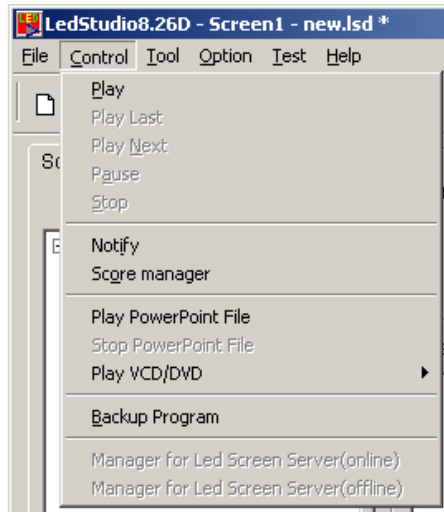 LedStudio8.26D - Screen1 - new.lsd *
File Control Tool Option Test Help
Play
Play Last
Play Next
Pause
Stop
Notify
Score manager
Play PowerPoint File
Stop PowerPoint File
Play VCD/DVD
Backup Program
Manager for Led Screen Server(online)
Manager for Led Screen Server(offline)